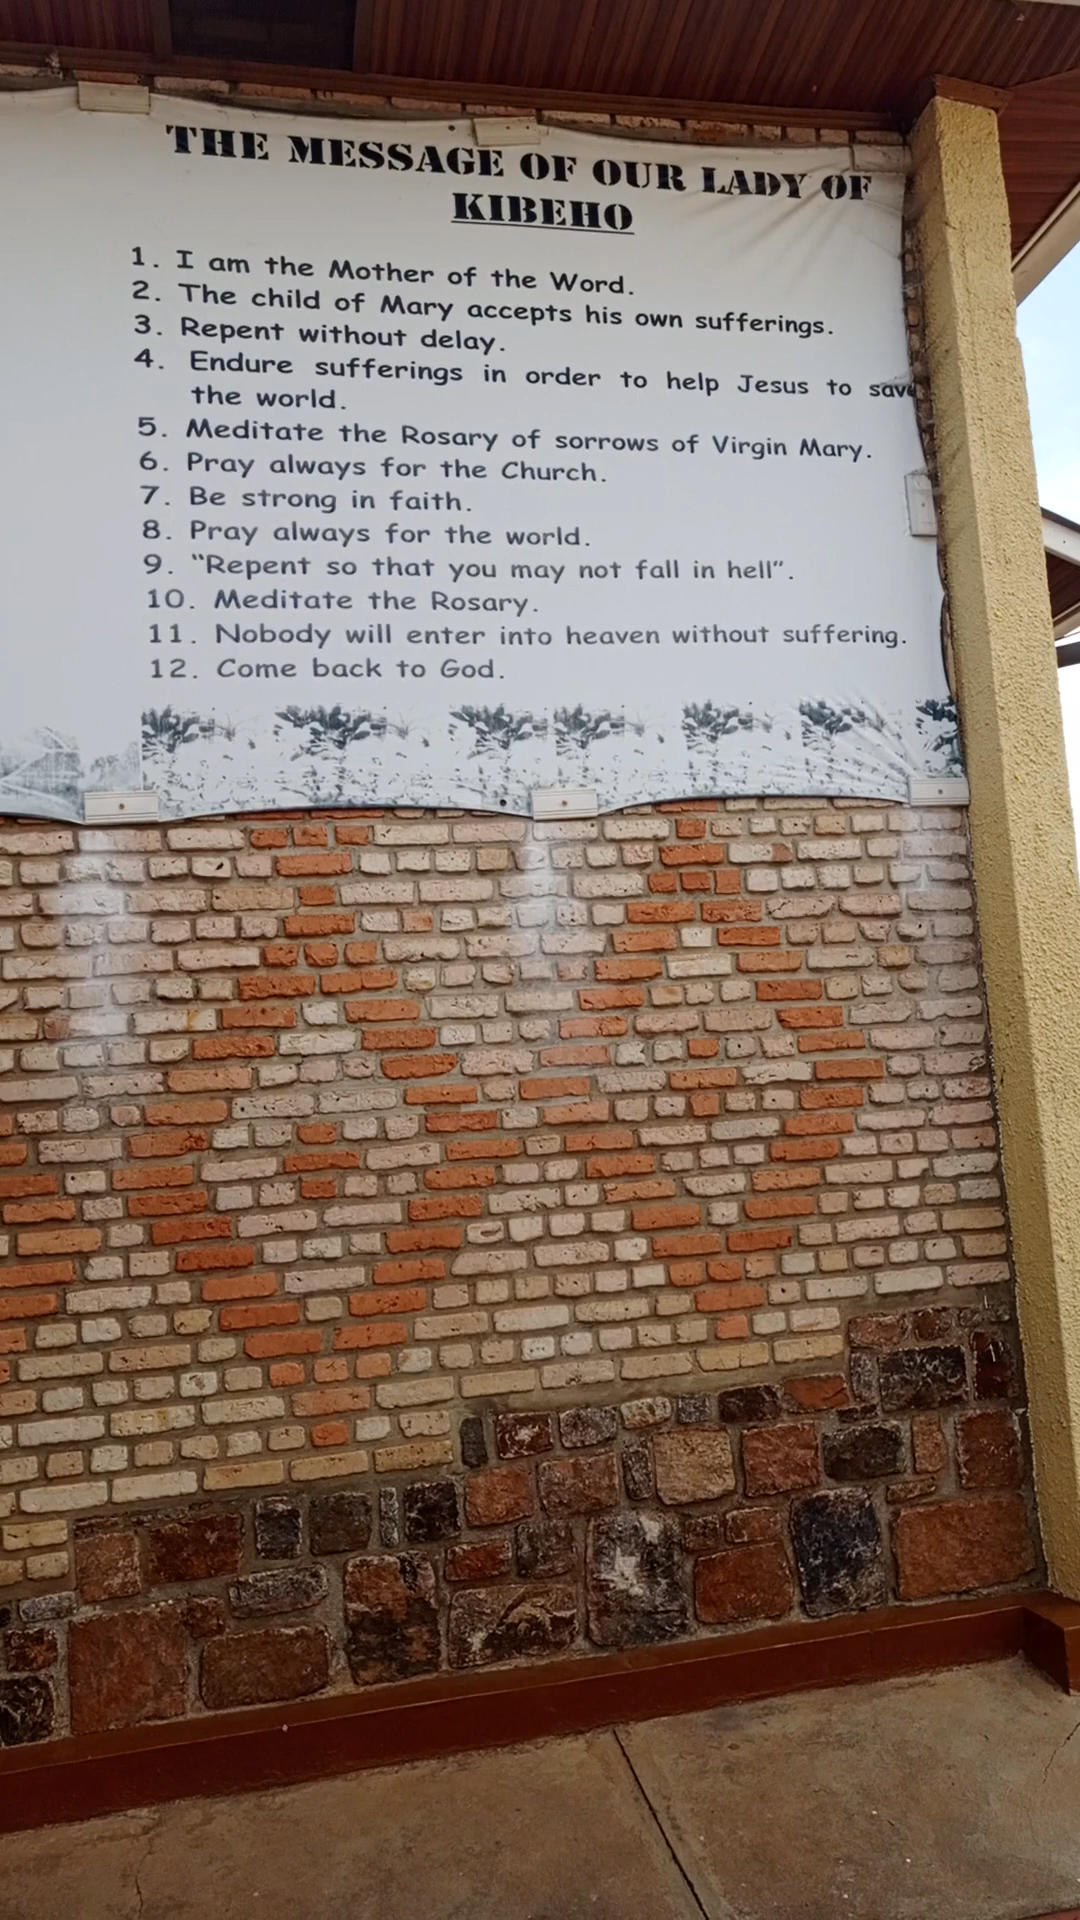 THE MESSAGE OF OUR LADY OF
KIBEHO
1. I am the Mother of the Word.
2. The child of Mary accepts his own sufferings.
3. Repent without delay.
4. Endure sufferings in order to help Jesus to save
the world.
5. Meditate the Rosary of sorrows of Virgin Mary.
6. Pray always for the Church.
7. Be strong in faith.
8. Pray always for the world.
9. “Repent so that you may not fall in hell”.
10. Meditate the Rosary.
11. Nobody will enter into heaven without suffering.
12. Come back to God.